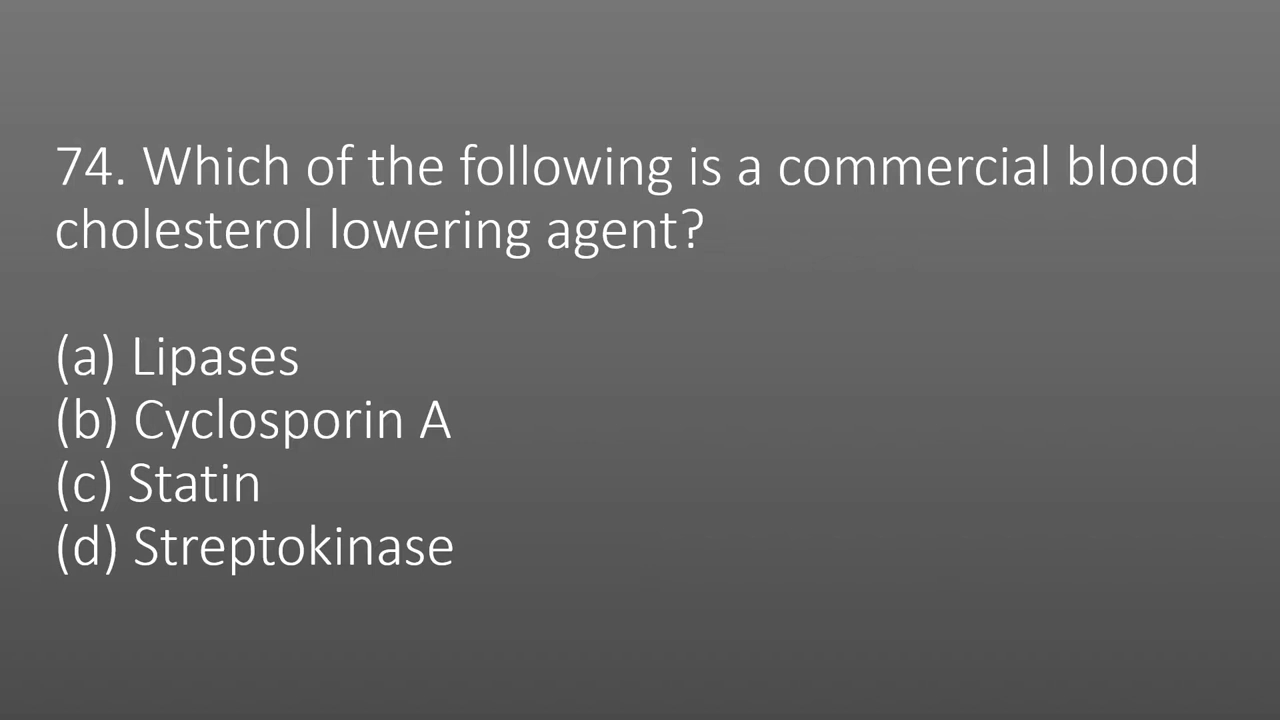 74. Which of the following is a commercial blood
cholesterol lowering agent?
(a) Lipases
(b) Cyclosporin A
(c) Statin
(d) Streptokinase